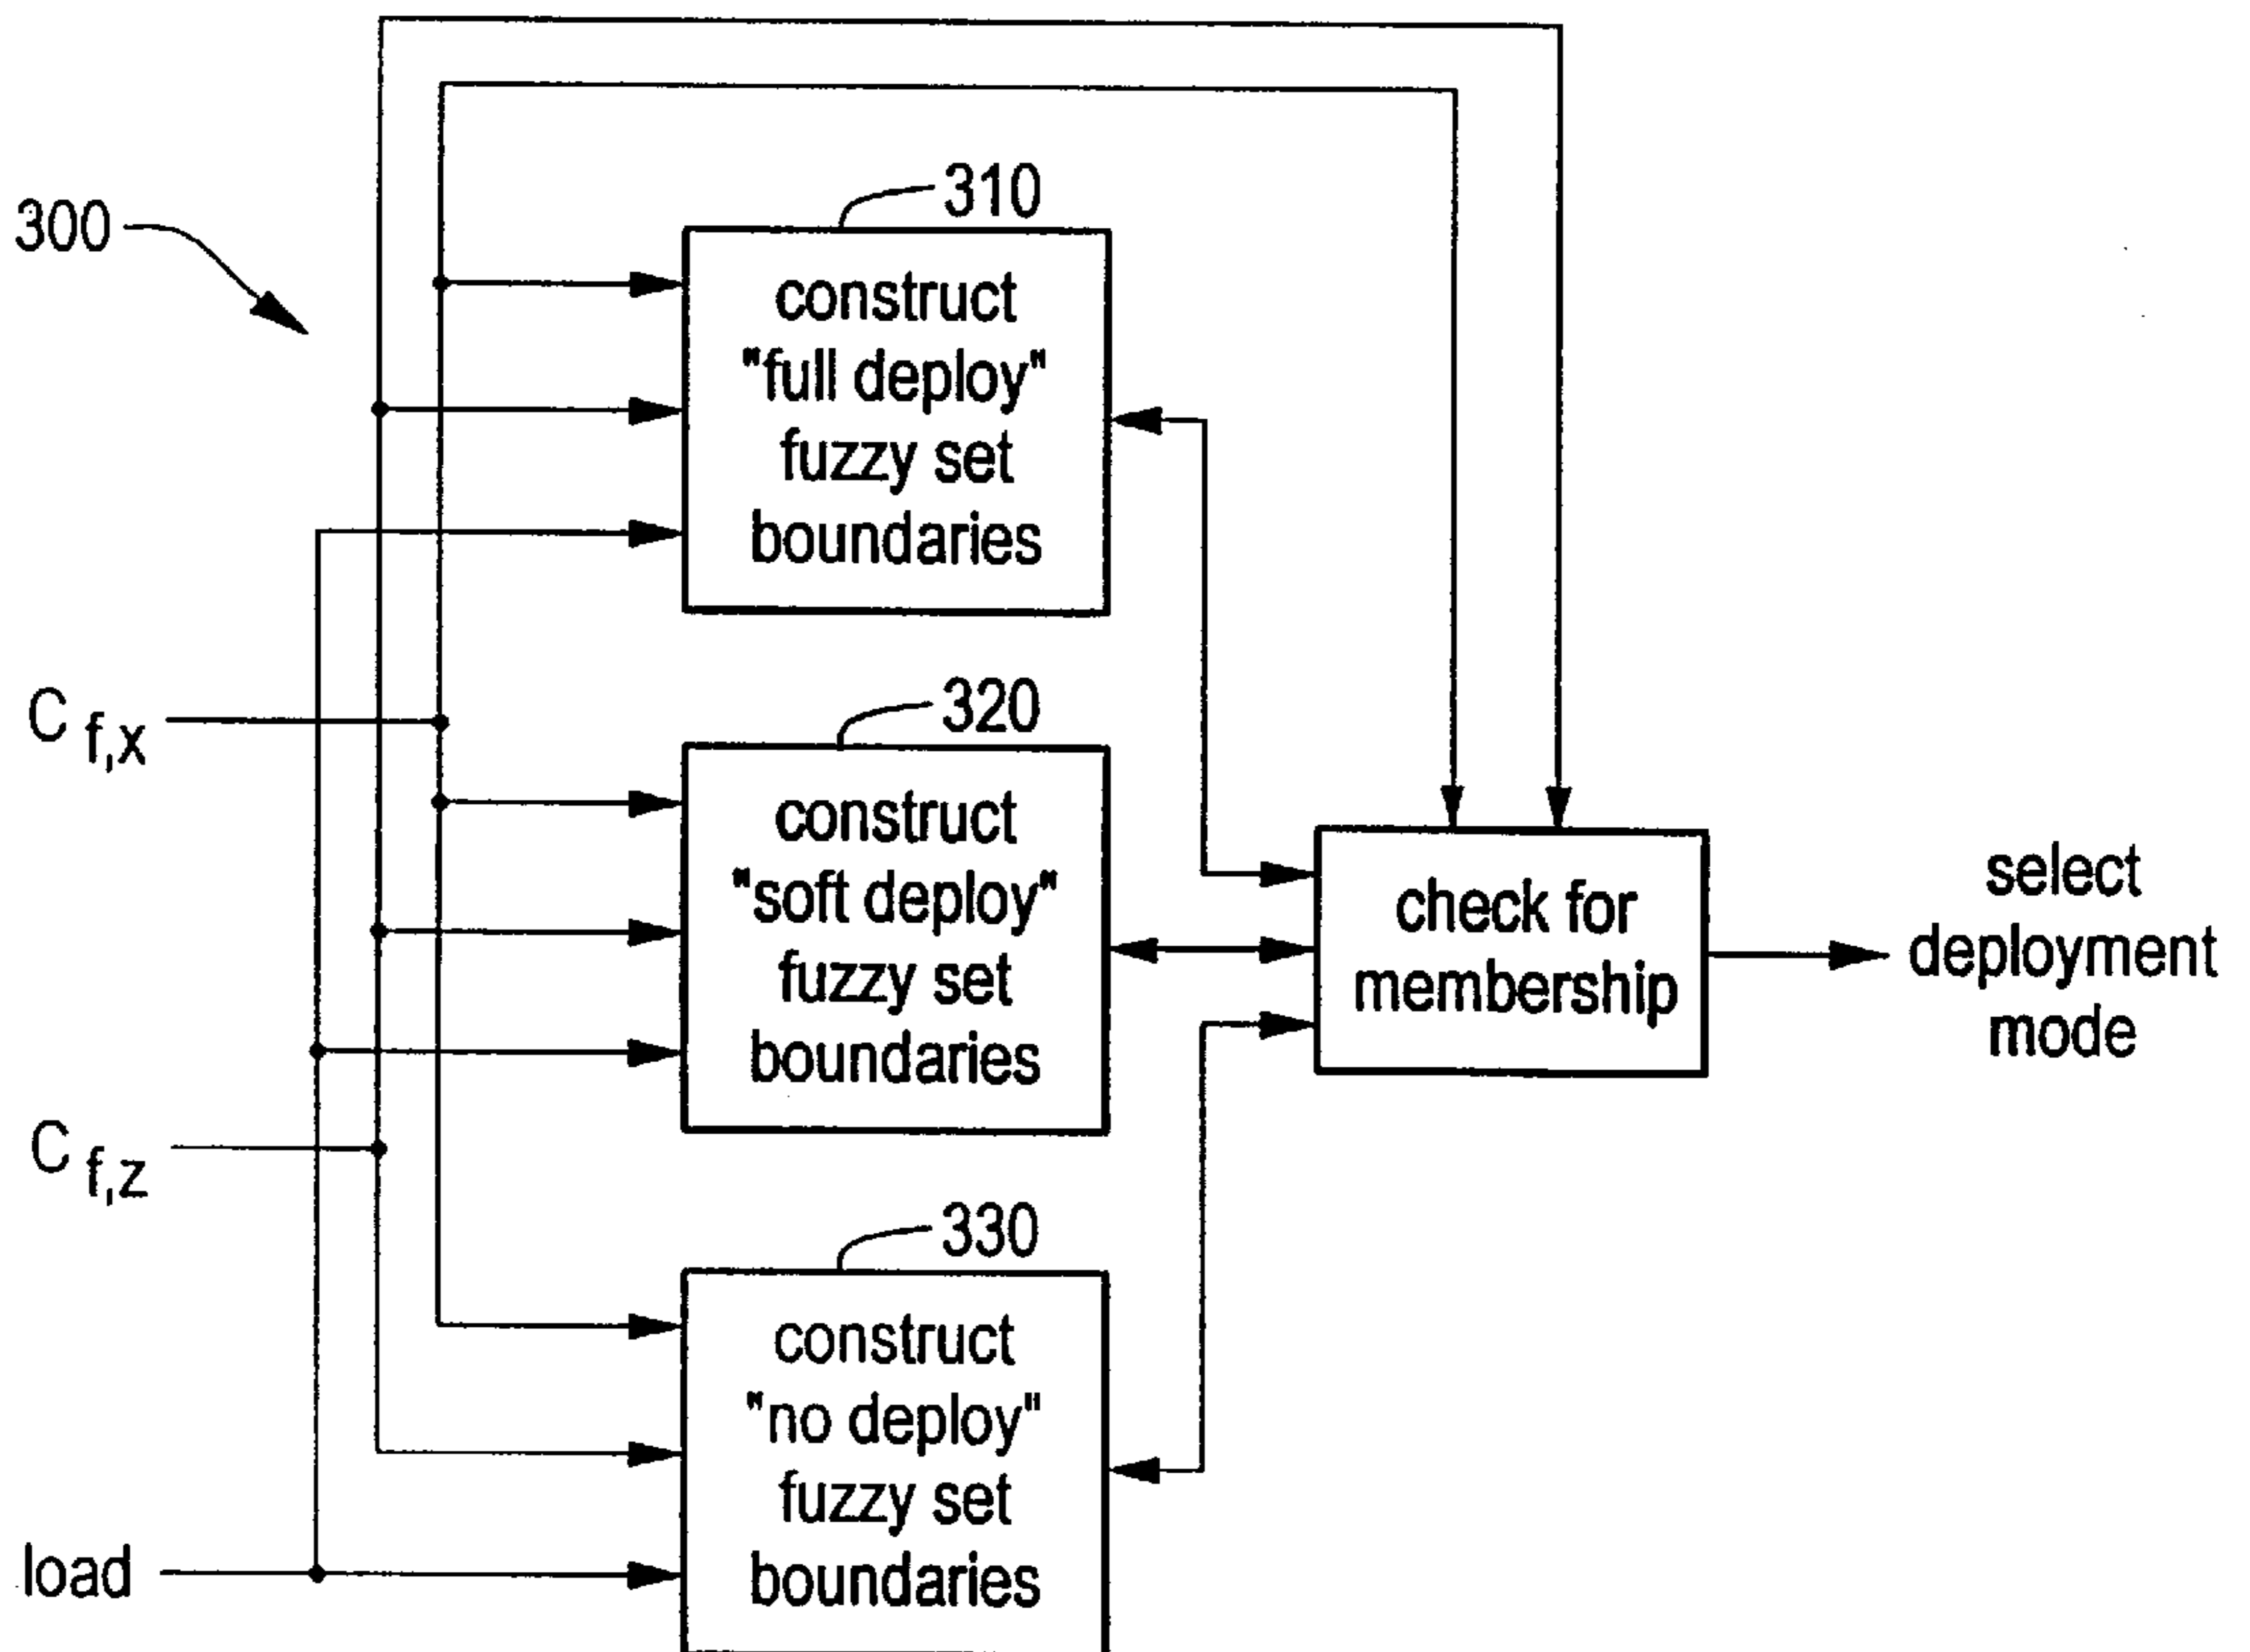 300
310
construct
"full deploy"
fuzzy set
boundaries
C f,x
320
construct
"soft deploy"
fuzzy set
boundaries
check for
membership
select
deployment
mode
C f,z
330
construct
"no deploy"
fuzzy set
boundaries
load